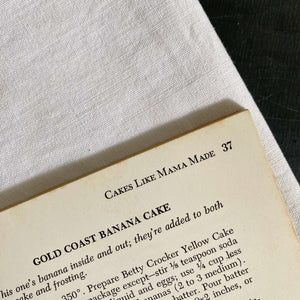 CAKES LIKE MAMA MADE 37
GOLD COAST BANANA CAKE
his one's banana inside and out; they're added to both
cake and frosting.
350°. Prepare Betty Crocker Yellow Cake
package except—stir ⅛ teaspoon soda
liquid and eggs; use ¼ cup less
bananas (2 to 3 medium).
Pour batter
batter,
or